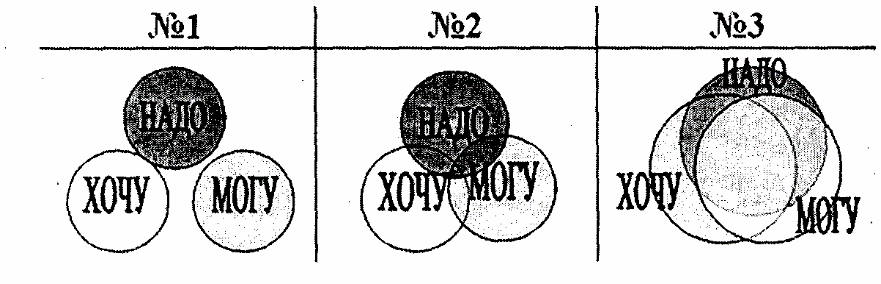 №1 №2 №3
НАДО
ХОЧУ МОГУ
НАДО
ХОЧУ МОГУ
НАДО
ХОЧУ
МОГУ